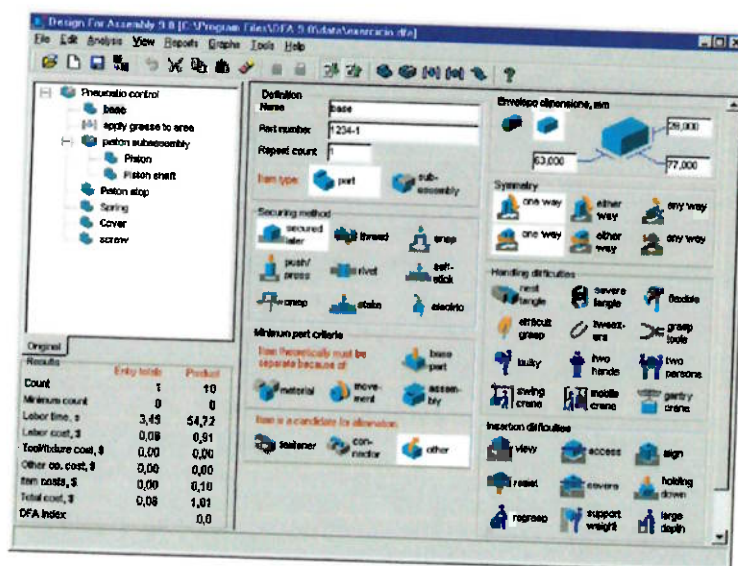 Design For Assembly 9.0 [C:\Program Files\DFA 9.0\data\exercicio.dfa]
File Edit Analysis View Reports Graphs Tools Help
Pneumatic control
base
apply grease to area
piston subassembly
Piston
Piston shaft
Piston stop
Spring
Cover
screw
Original
Results
Entry totals Product
Count 1 10
Minimum count 0 0
Labor time, s 3,45 54,72
Labor cost, $ 0,08 0,91
Tool/fixture cost, $ 0,00 0,00
Other op. cost, $ 0,00 0,00
Item costs, $ 0,00 0,10
Total cost, $ 0,08 1,01
DFA Index 0,0
Definition
Name base
Part number 1234-1
Repeat count 1
Item type: part sub-assembly
Securing method
secured later thread snap
push/press rivet self-stick
crimp stake electric
Minimum part criteria
Item theoretically must be separate because of: base part
material move-ment assem-bly
Item is a candidate for elimination:
fastener con-nector other
Envelope dimensions, mm
28,000
63,000 77,000
Symmetry
one way either way any way
one way either way any way
Handling difficulties
nest tangle severe tangle flexible
difficult grasp tweez-ers grasp tools
bulky two hands two persons
swing crane mobile crane gantry crane
Insertion difficulties
view access align
resist severe holding down
regrasp support weight large depth